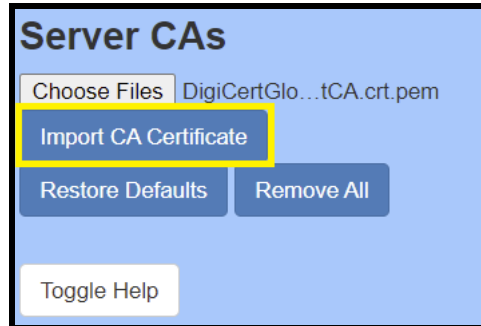 Server CAs
Choose Files DigiCertGlo…tCA.crt.pem
Import CA Certificate
Restore Defaults Remove All
Toggle Help